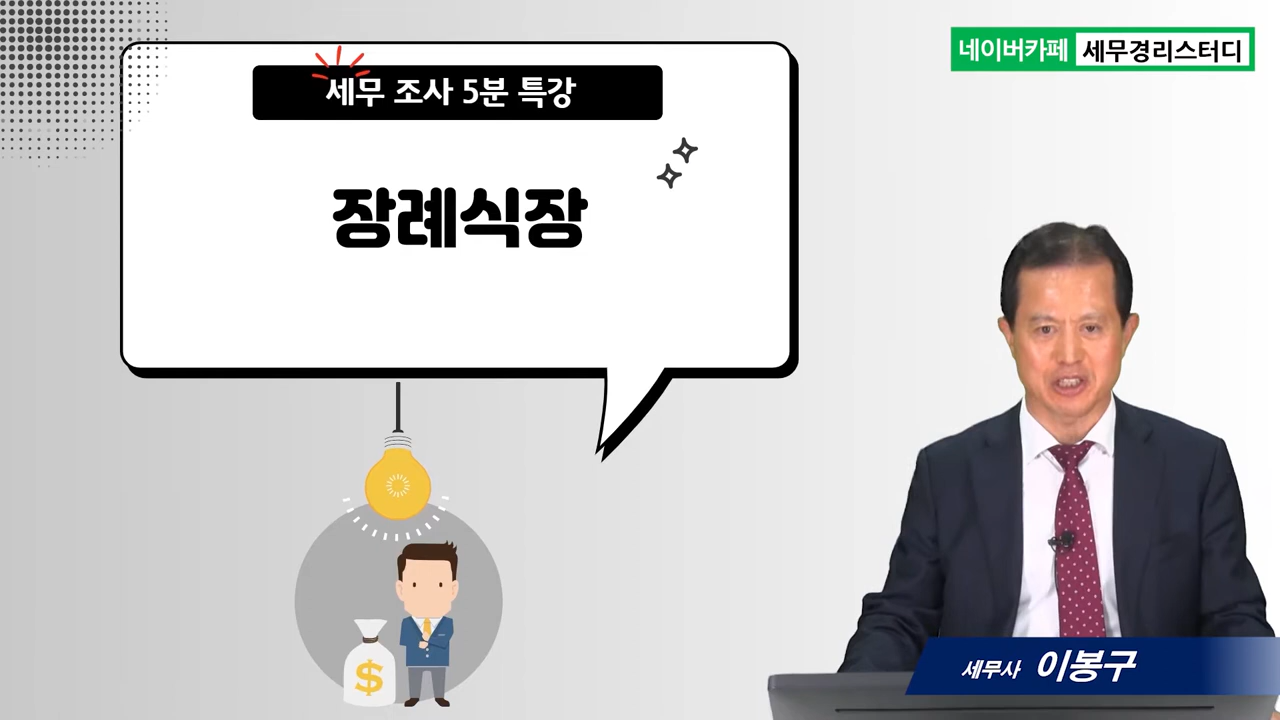 네이버카페 세무경리스터디
세무 조사 5분 특강
장례식장
$
세무사 이봉구